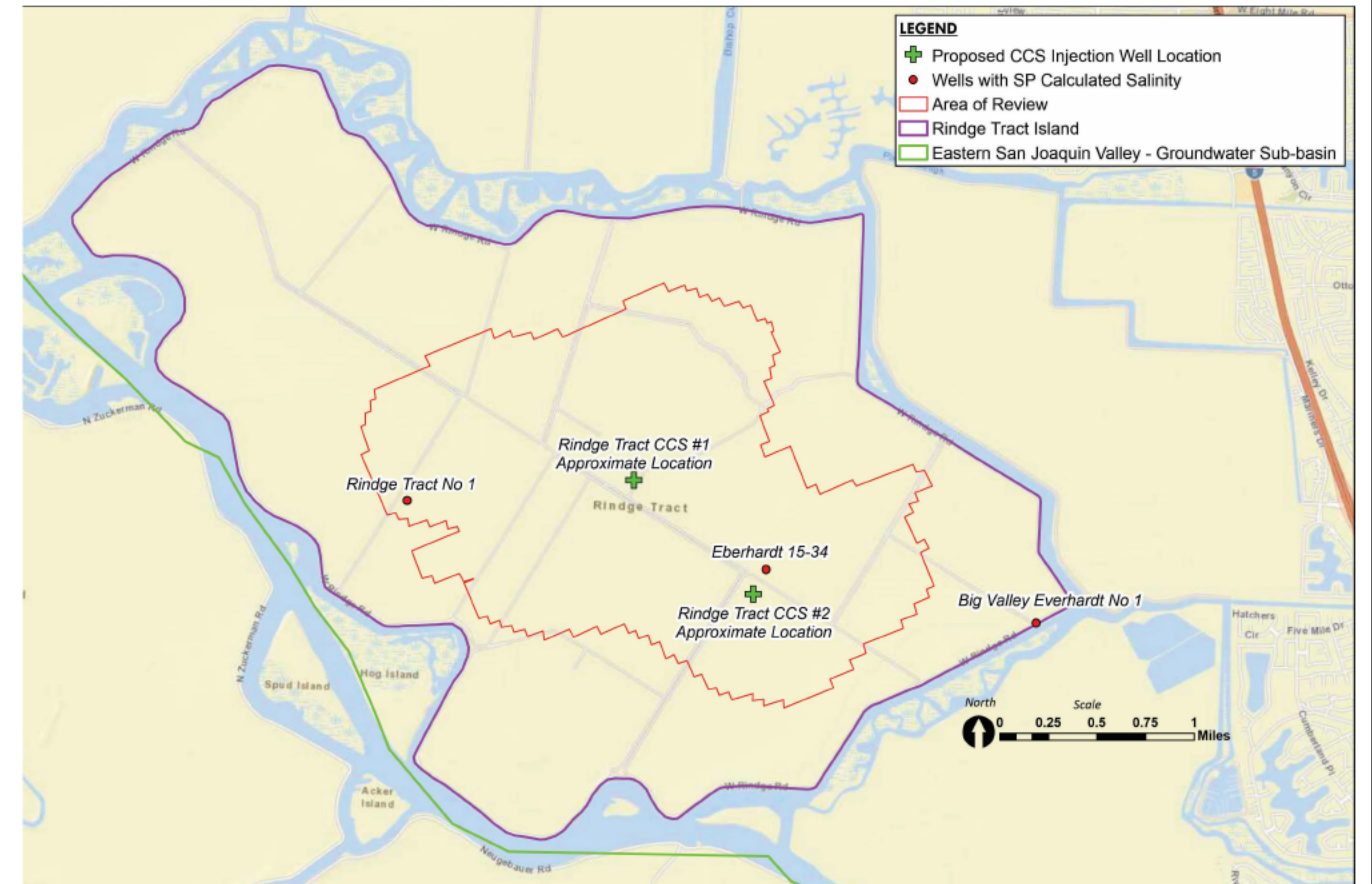 W Eight Mile Rd
LEGEND
Proposed CCS Injection Well Location
Wells with SP Calculated Salinity
Area of Review
Rindge Tract Island
Eastern San Joaquin Valley - Groundwater Sub-basin
5
W Rindge Rd
W Rindge Rd
W Rindge Rd
Otto
Kelley Dr
Mariners Dr
N Zuckerman Rd
W Rindge Rd
Rindge Tract CCS #1
Approximate Location
Rindge Tract No 1
Rindge Tract
Eberhardt 15-34
Rindge Tract CCS #2
Approximate Location
Big Valley Everhardt No 1
W Rindge Rd
N Zuckerman Rd
W Rindge Rd
Hatchers
Cir
Five Mile Dr
Hog Island
Spud Island
North
Scale
0 0.25 0.5 0.75 1
Miles
Cumberland Pl
W Rindge Rd
Acker
Island
Neugebauer Rd